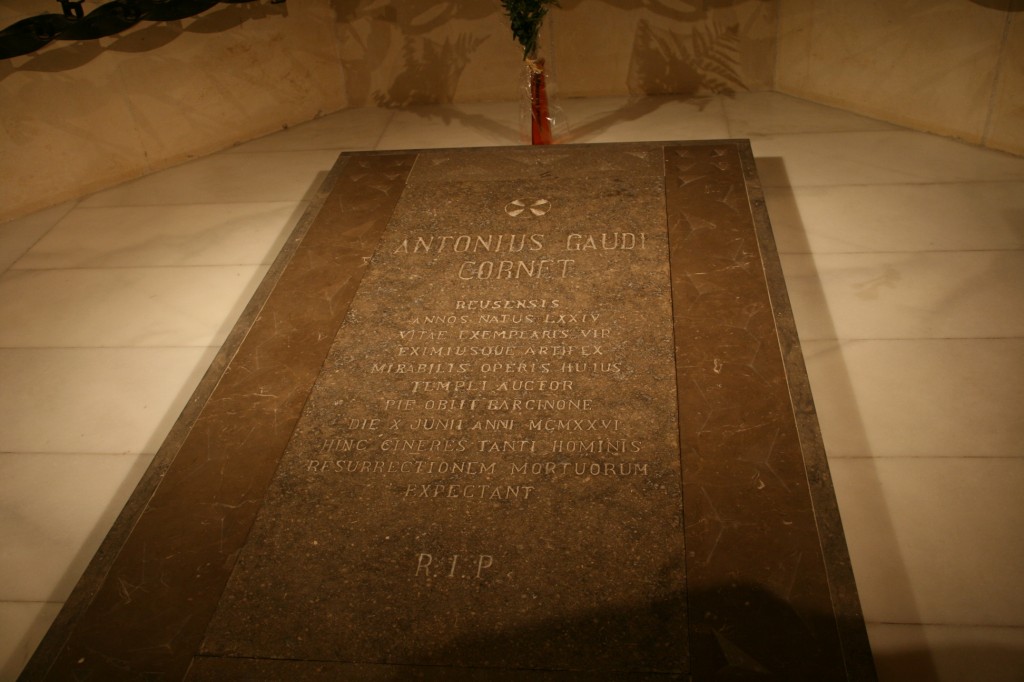 ANTONIUS GAUDI
CORNET
REUSENSIS
ANNOS NATUS LXXIV
VITAE EXEMPLARIS VIR
EXIMIUSQUE ARTIFEX
MIRABILIS OPERIS HUIUS
TEMPLI AUCTOR
PIE OBIIT BARCINONE
DIE X JUNII ANNI MCMXXVI
HINC CINERES TANTI HOMINIS
RESURRECTIONEM MORTUORUM
EXPECTANT
R.I.P